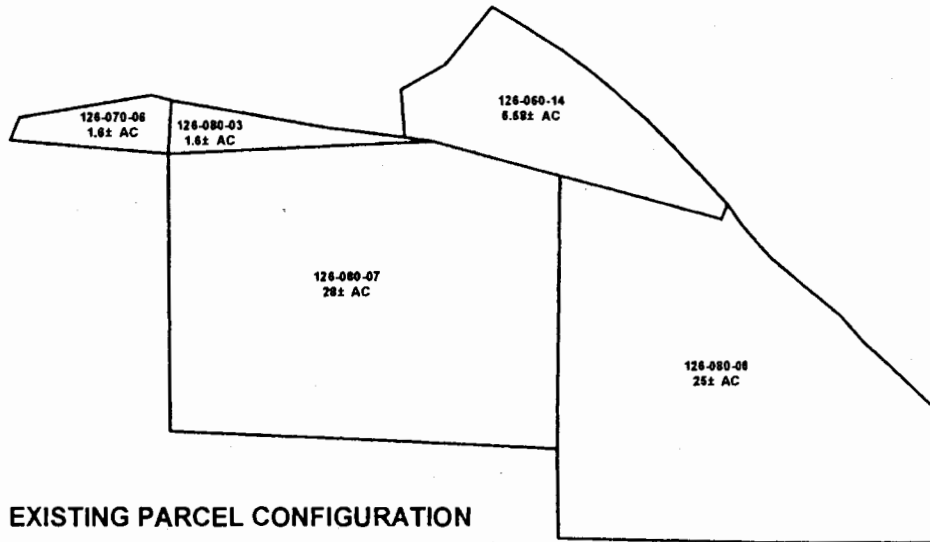 126-060-14
6.58± AC
126-070-06
1.6± AC
126-080-03
1.6± AC
126-080-07
28± AC
126-080-06
25± AC
EXISTING PARCEL CONFIGURATION